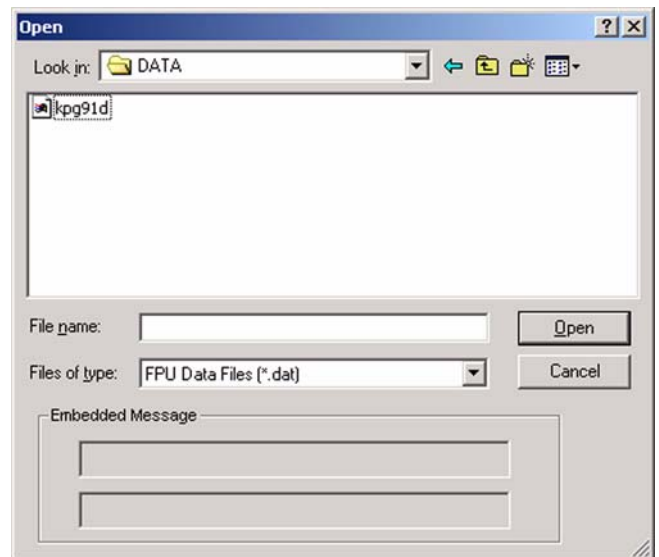 Open
Look in: DATA
kpg91d
File name:
Open
Files of type: FPU Data Files (*.dat)
Cancel
Embedded Message